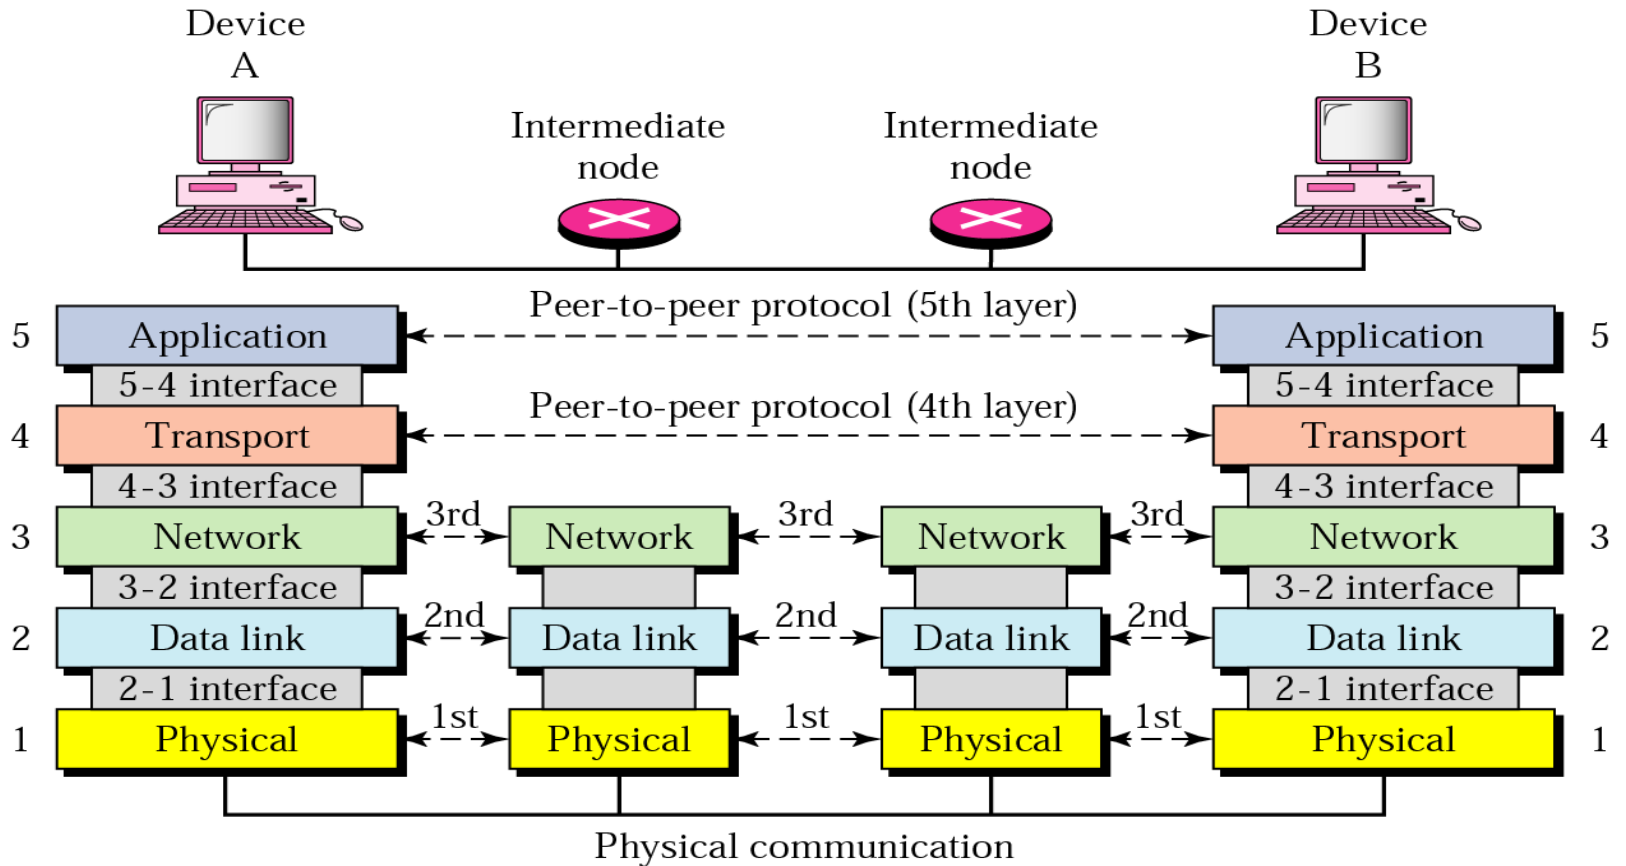 Device
A
Device
B
Intermediate
node
Intermediate
node
Peer-to-peer protocol (5th layer)
5 Application Application 5
5-4 interface 5-4 interface
Peer-to-peer protocol (4th layer)
4 Transport Transport 4
4-3 interface 4-3 interface
3rd 3rd 3rd
3 Network Network Network Network 3
3-2 interface 3-2 interface
2nd 2nd 2nd
2 Data link Data link Data link Data link 2
2-1 interface 2-1 interface
1st 1st 1st
1 Physical Physical Physical Physical 1
Physical communication